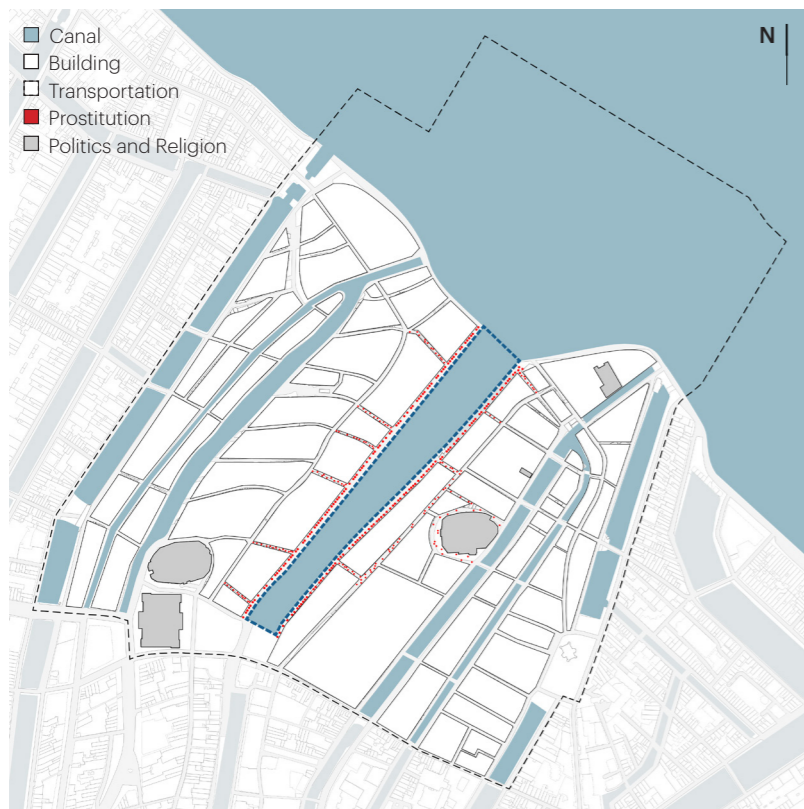 Canal
Building
Transportation
Prostitution
Politics and Religion
N